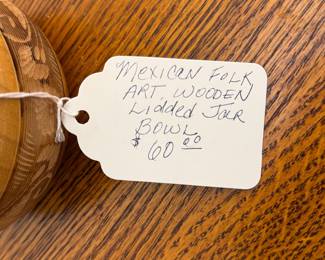 Mexican Folk
Art Wooden
Lidded Jar
Bowl
$60.00